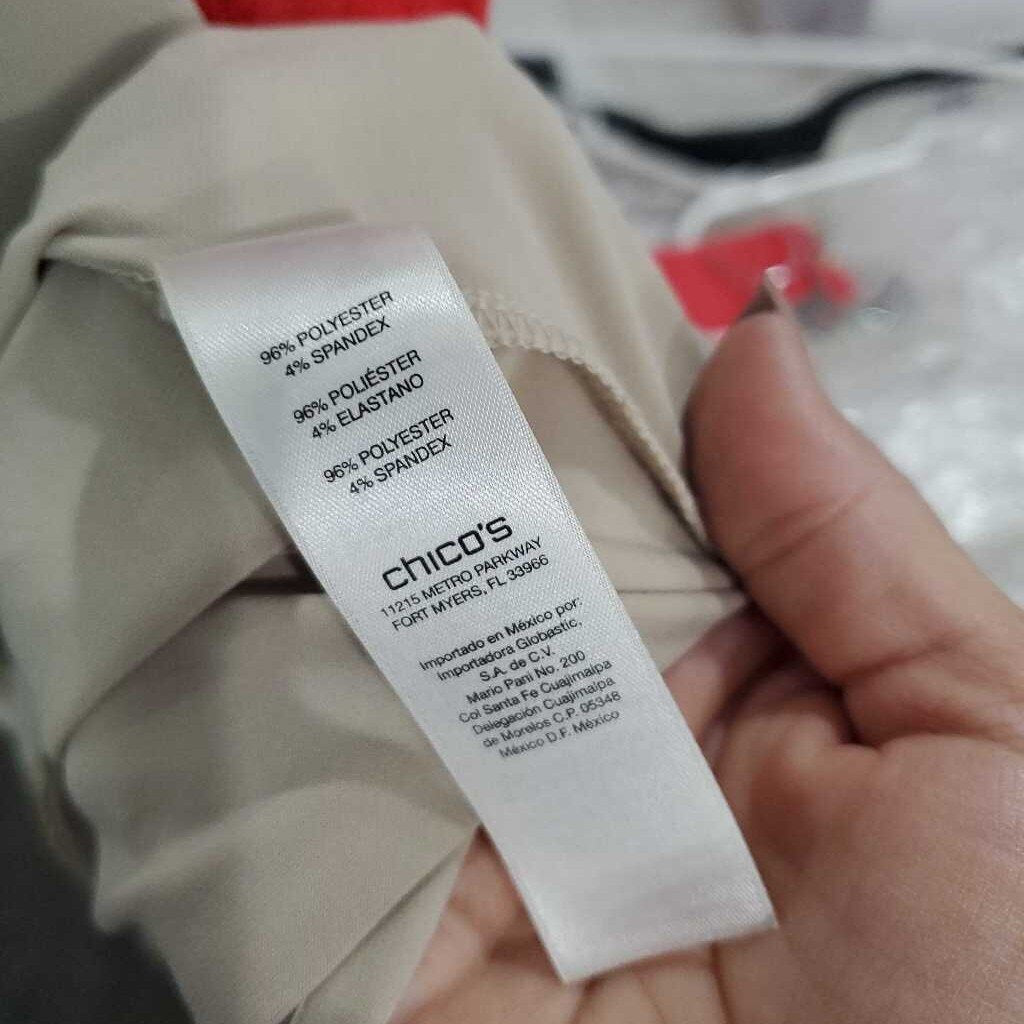 96% POLYESTER
4% SPANDEX
96% POLIÉSTER
4% ELASTANO
96% POLYESTER
4% SPANDEX
chico's
11215 METRO PARKWAY
FORT MYERS, FL 33966
Importado en México por:
Importadora Globastic,
S.A. de C.V.
Mario Pani No. 200
Col Santa Fe Cuajimalpa
Delegación Cuajimalpa
de Morelos C.P. 05348
México D.F. México